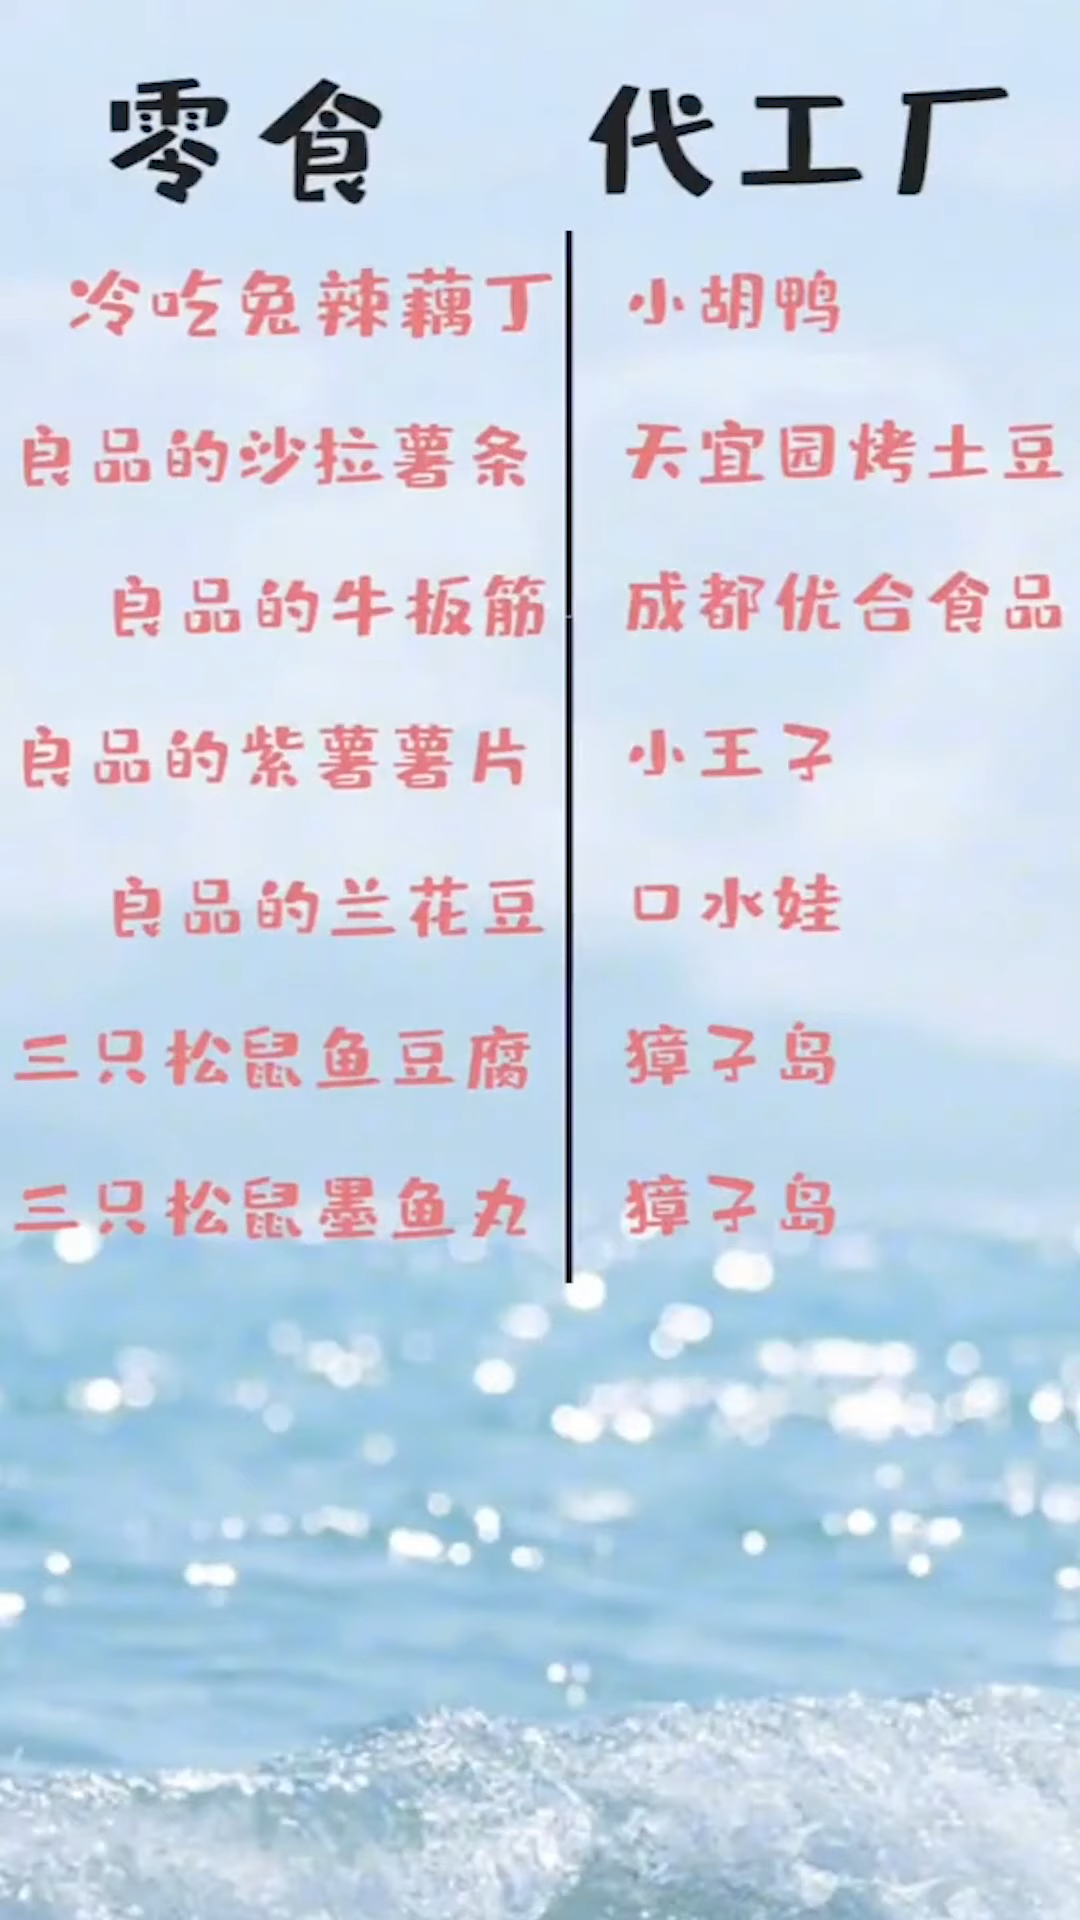 零食 代工厂
冷吃兔辣藕丁 小胡鸭
良品的沙拉薯条 天宜园烤土豆
良品的牛板筋 成都优合食品
良品的紫薯薯片 小王子
良品的兰花豆 口水娃
三只松鼠鱼豆腐 獐子岛
三只松鼠墨鱼丸 獐子岛